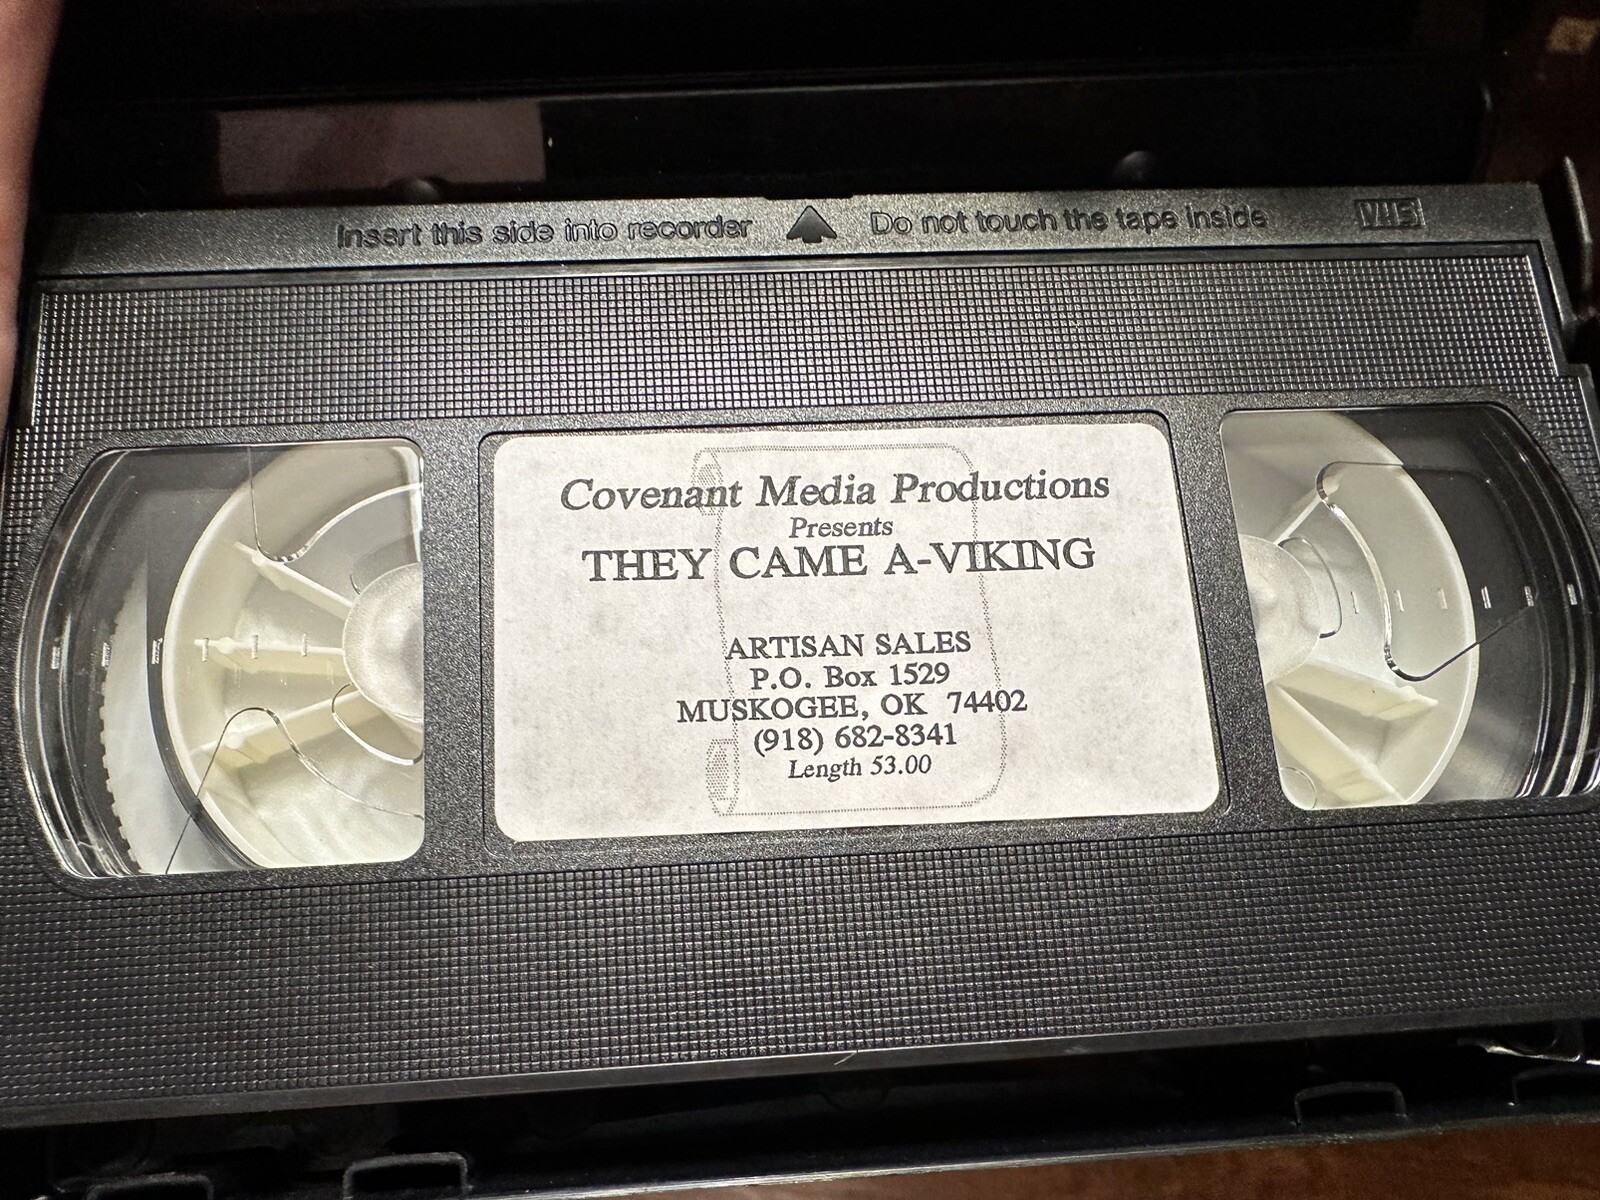 Insert this side into recorder Do not touch the tape inside VHS
Covenant Media Productions
Presents
THEY CAME A-VIKING
ARTISAN SALES
P.O. Box 1529
MUSKOGEE, OK 74402
(918) 682-8341
Length 53.00